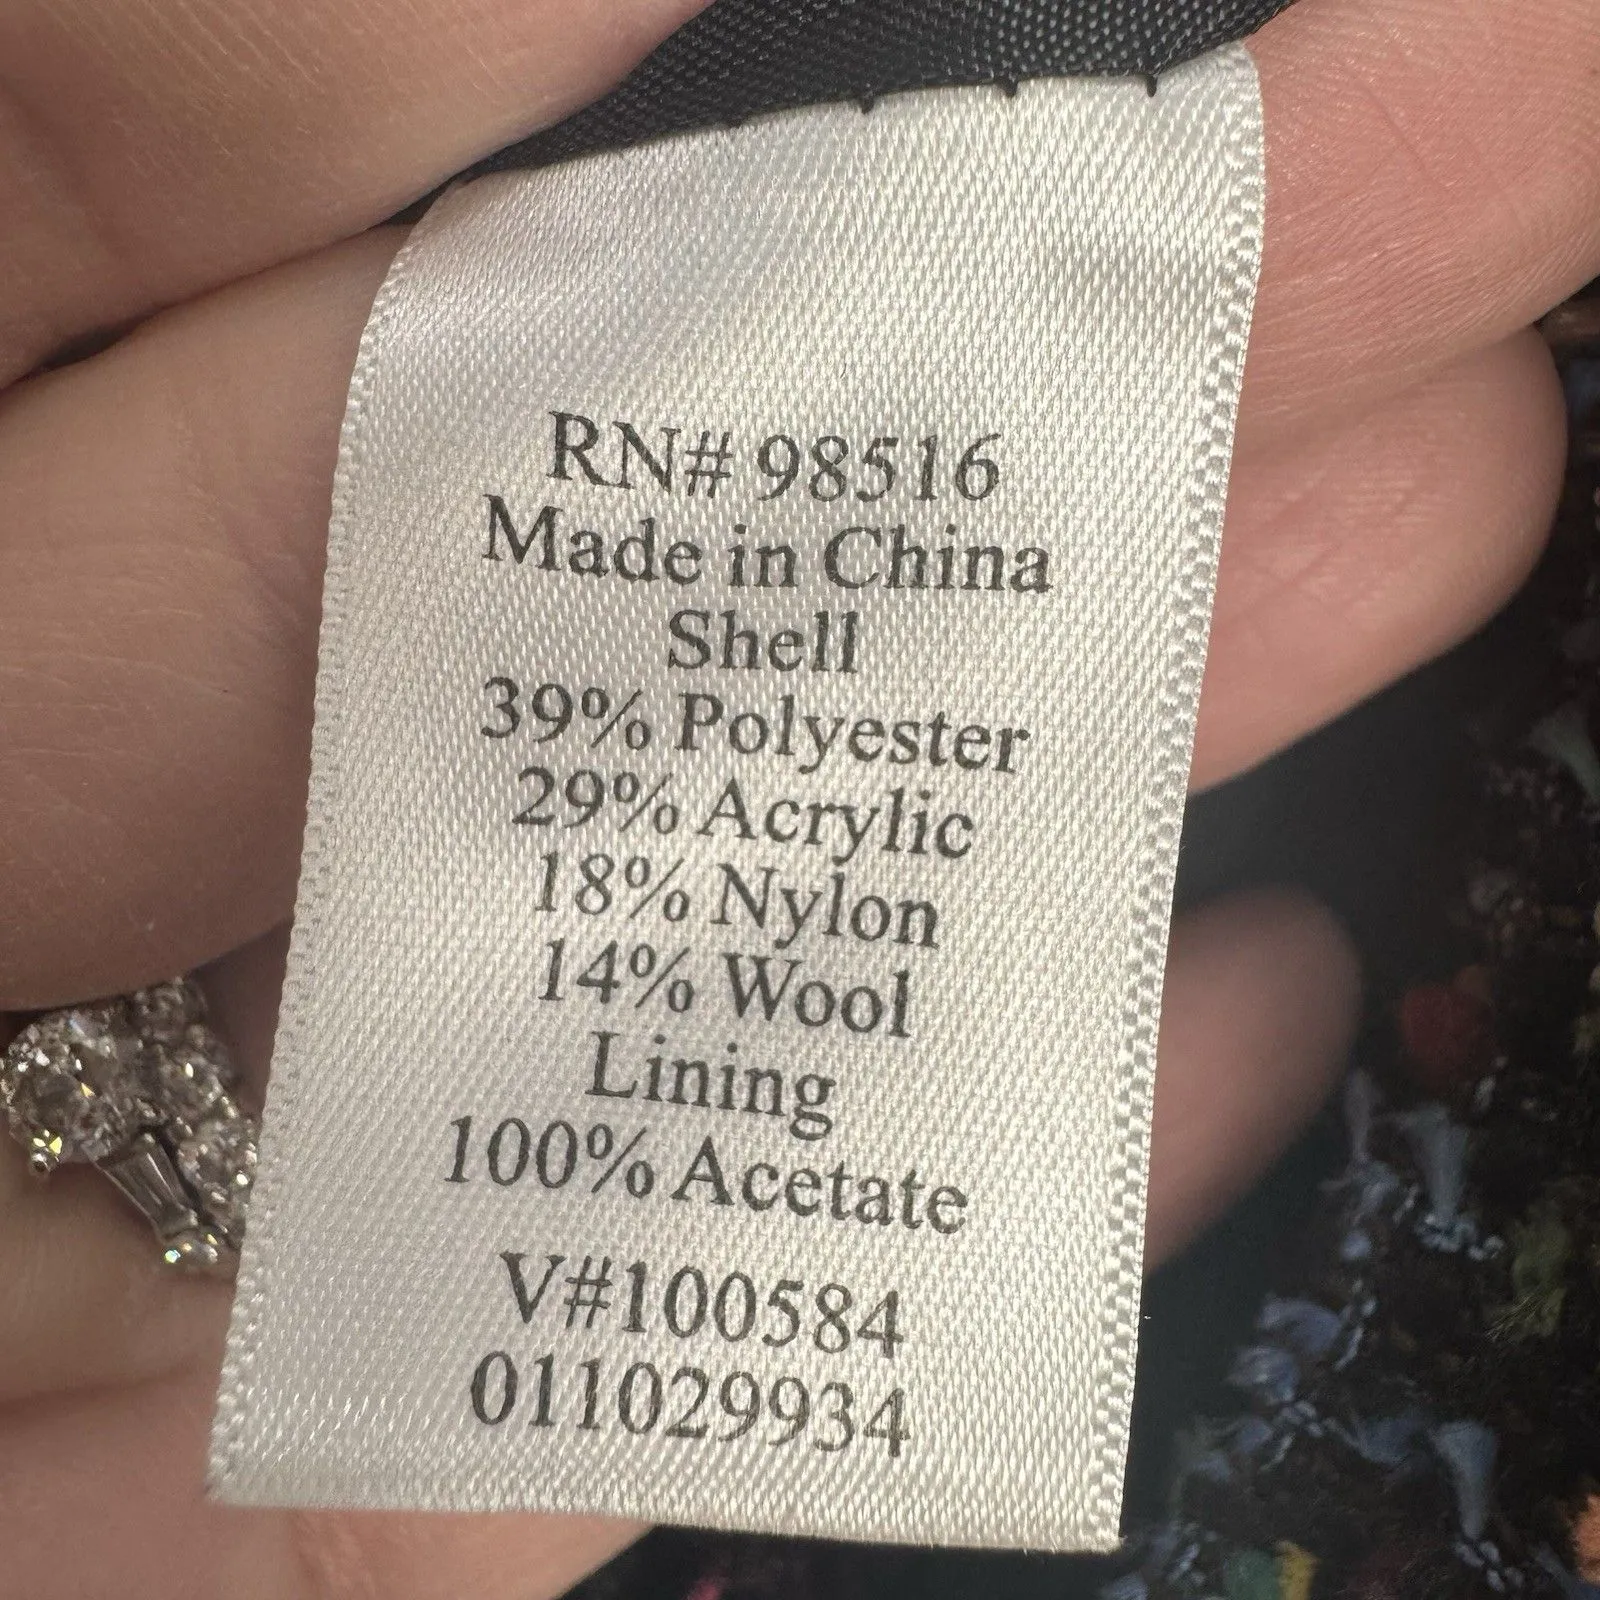 RN# 98516
Made in China
Shell
39% Polyester
29% Acrylic
18% Nylon
14% Wool
Lining
100% Acetate
V#100584
011029934